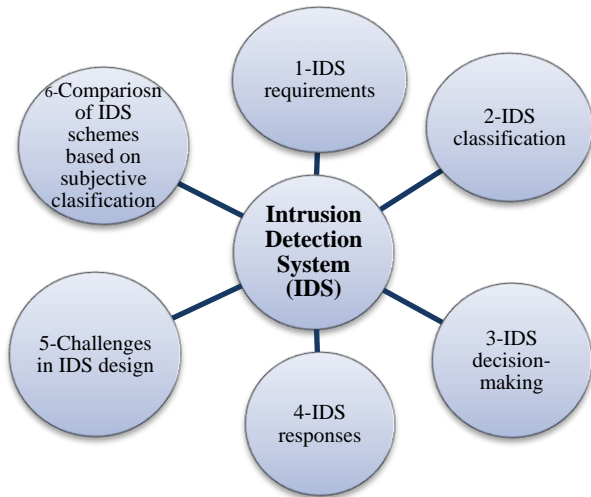 1-IDS
requirements
2-IDS
classification
3-IDS
decision-
making
4-IDS
responses
5-Challenges
in IDS design
6-Compariosn
of IDS
schemes
based on
subjective
clasification
Intrusion
Detection
System
(IDS)